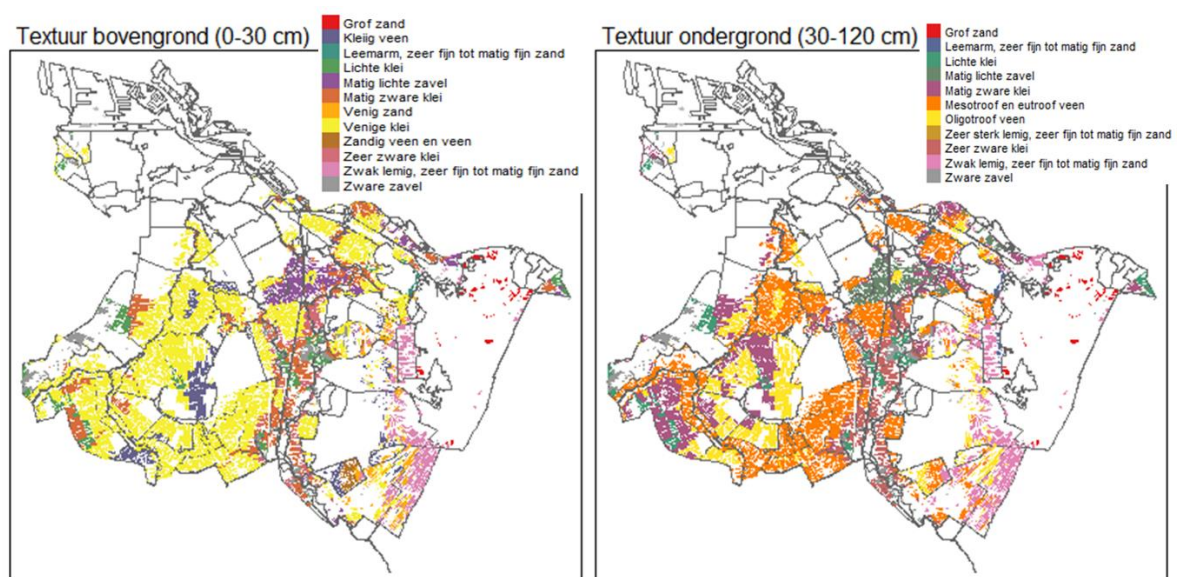 Textuur bovengrond (0-30 cm)
Grof zand
Kleiig veen
Leemarm, zeer fijn tot matig fijn zand
Lichte klei
Matig lichte zavel
Matig zware klei
Venig zand
Venige klei
Zandig veen en veen
Zeer zware klei
Zwak lemig, zeer fijn tot matig fijn zand
Zware zavel
Textuur ondergrond (30-120 cm)
Grof zand
Leemarm, zeer fijn tot matig fijn zand
Lichte klei
Matig lichte zavel
Matig zware klei
Mesotroof en eutroof veen
Oligotroof veen
Zeer sterk lemig, zeer fijn tot matig fijn zand
Zeer zware klei
Zwak lemig, zeer fijn tot matig fijn zand
Zware zavel